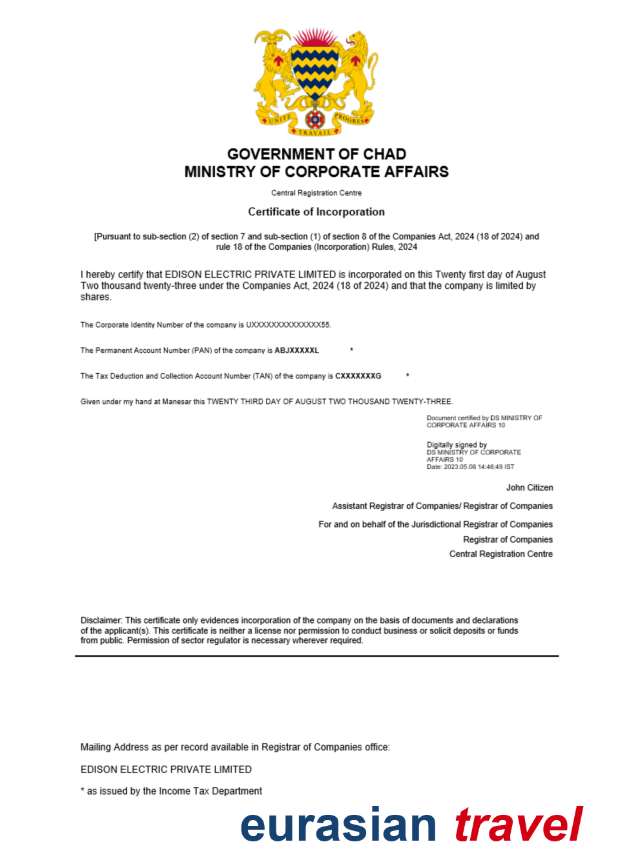 UNITÉ TRAVAIL PROGRÈS
GOVERNMENT OF CHAD
MINISTRY OF CORPORATE AFFAIRS
Central Registration Centre
Certificate of Incorporation
[Pursuant to sub-section (2) of section 7 and sub-section (1) of section 8 of the Companies Act, 2024 (18 of 2024) and
rule 18 of the Companies (Incorporation) Rules, 2024
I hereby certify that EDISON ELECTRIC PRIVATE LIMITED is incorporated on this Twenty first day of August
Two thousand twenty-three under the Companies Act, 2024 (18 of 2024) and that the company is limited by
shares.
The Corporate Identity Number of the company is UXXXXXXXXXXXXXX55.
The Permanent Account Number (PAN) of the company is ABJXXXXXL *
The Tax Deduction and Collection Account Number (TAN) of the company is CXXXXXXXG *
Given under my hand at Manesar this TWENTY THIRD DAY OF AUGUST TWO THOUSAND TWENTY-THREE.
Document certified by DS MINISTRY OF
CORPORATE AFFAIRS 10
Digitally signed by
DS MINISTRY OF CORPORATE
AFFAIRS 10
Date: 2023.05.08 14:46:49 IST
John Citizen
Assistant Registrar of Companies/ Registrar of Companies
For and on behalf of the Jurisdictional Registrar of Companies
Registrar of Companies
Central Registration Centre
Disclaimer: This certificate only evidences incorporation of the company on the basis of documents and declarations
of the applicant(s). This certificate is neither a license nor permission to conduct business or solicit deposits or funds
from public. Permission of sector regulator is necessary wherever required.
Mailing Address as per record available in Registrar of Companies office:
EDISON ELECTRIC PRIVATE LIMITED
* as issued by the Income Tax Department
eurasian travel